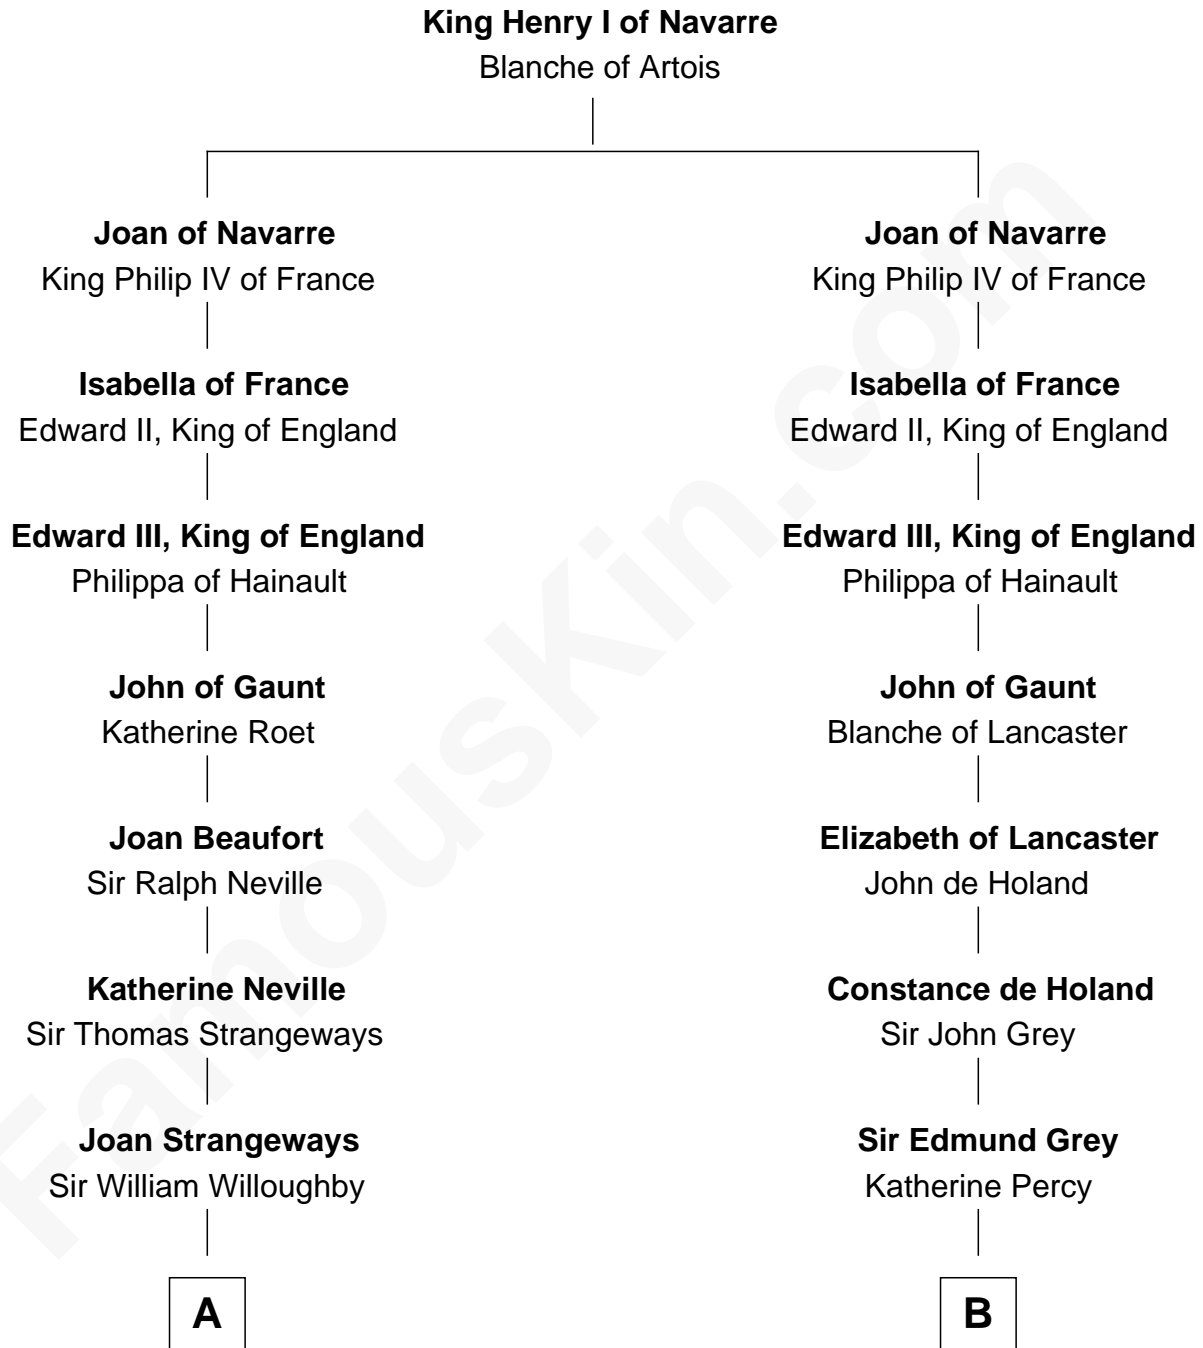 King Henry I of Navarre
Blanche of Artois
Joan of Navarre
King Philip IV of France
Isabella of France
Edward II, King of England
Edward III, King of England
Philippa of Hainault
John of Gaunt
Katherine Roet
Joan Beaufort
Sir Ralph Neville
Katherine Neville
Sir Thomas Strangeways
Joan Strangeways
Sir William Willoughby
A
Joan of Navarre
King Philip IV of France
Isabella of France
Edward II, King of England
Edward III, King of England
Philippa of Hainault
John of Gaunt
Blanche of Lancaster
Elizabeth of Lancaster
John de Holand
Constance de Holand
Sir John Grey
Sir Edmund Grey
Katherine Percy
B
FamousKin.com